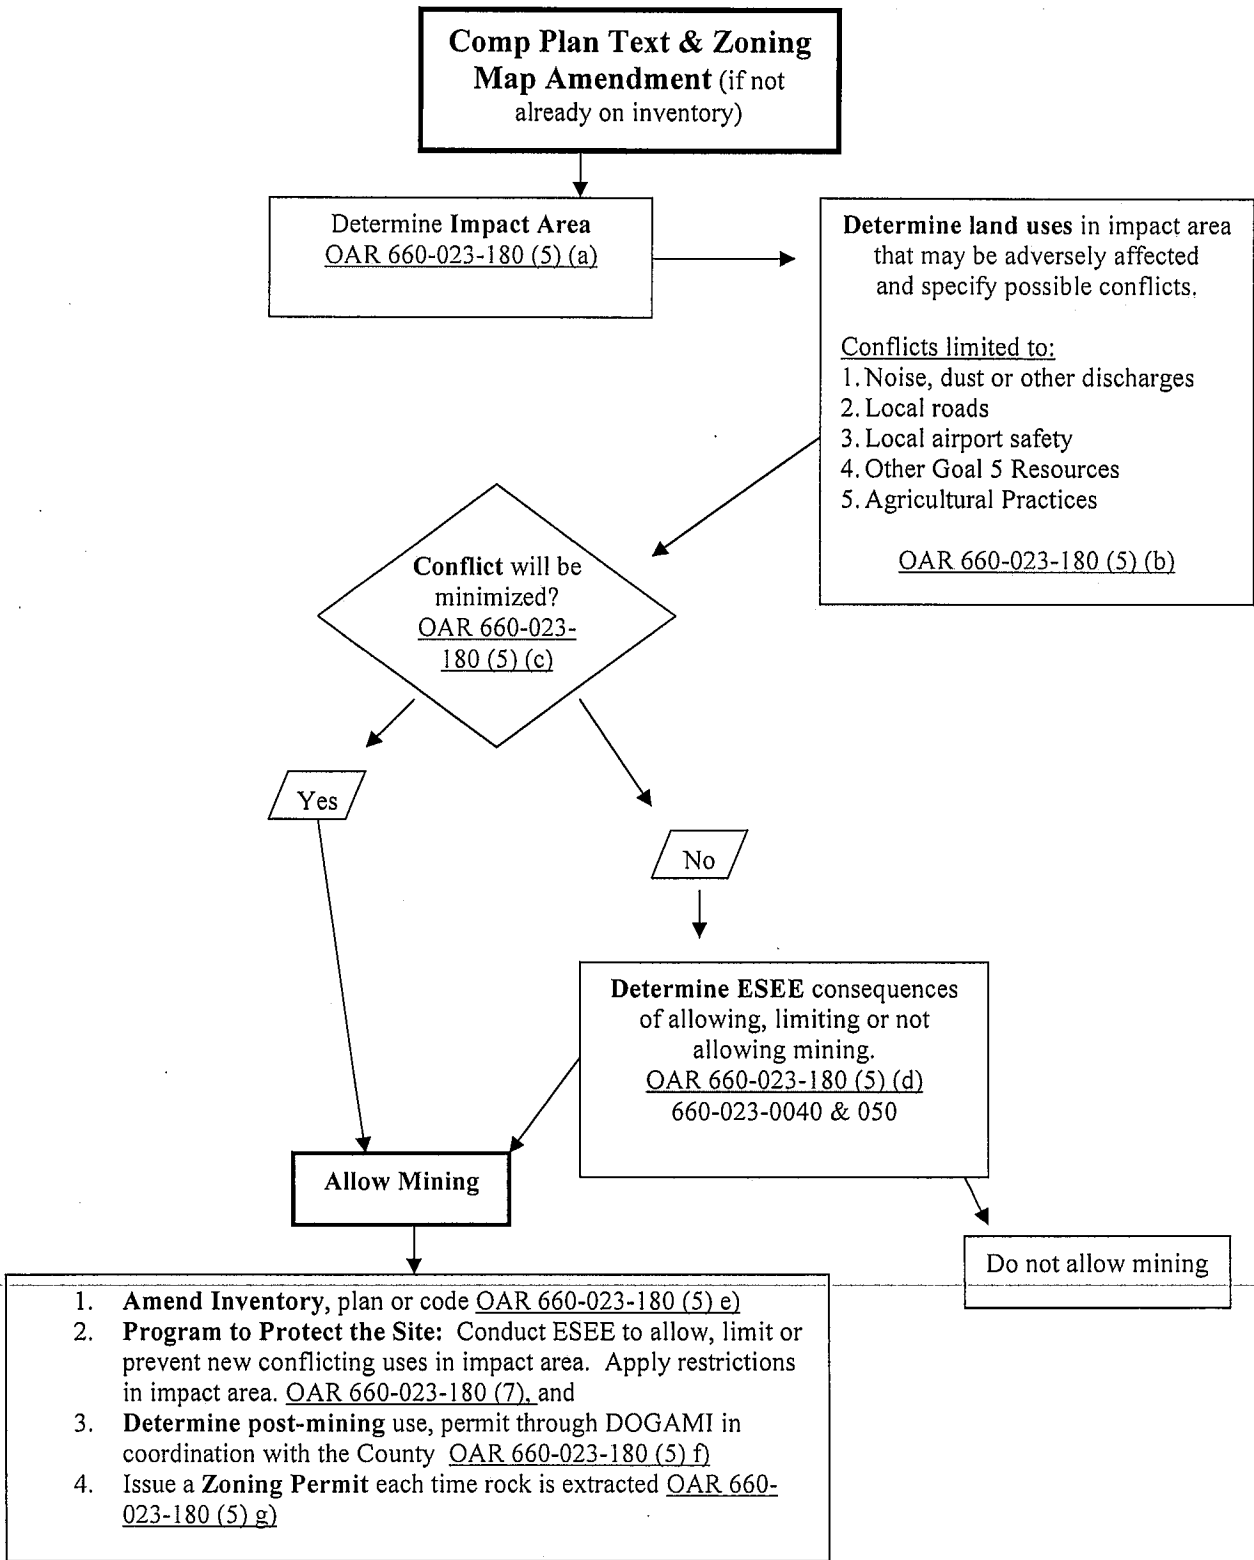 Comp Plan Text & Zoning
Map Amendment (if not
already on inventory)
Determine Impact Area
OAR 660-023-180 (5) (a)
Determine land uses in impact area
that may be adversely affected
and specify possible conflicts.
Conflicts limited to:
1. Noise, dust or other discharges
2. Local roads
3. Local airport safety
4. Other Goal 5 Resources
5. Agricultural Practices
OAR 660-023-180 (5) (b)
Conflict will be
minimized?
OAR 660-023-
180 (5) (c)
Yes
No
Determine ESEE consequences
of allowing, limiting or not
allowing mining.
OAR 660-023-180 (5) (d)
660-023-0040 & 050
Allow Mining
Do not allow mining
1. Amend Inventory, plan or code OAR 660-023-180 (5) e)
2. Program to Protect the Site: Conduct ESEE to allow, limit or
prevent new conflicting uses in impact area. Apply restrictions
in impact area. OAR 660-023-180 (7), and
3. Determine post-mining use, permit through DOGAMI in
coordination with the County OAR 660-023-180 (5) f)
4. Issue a Zoning Permit each time rock is extracted OAR 660-
023-180 (5) g)